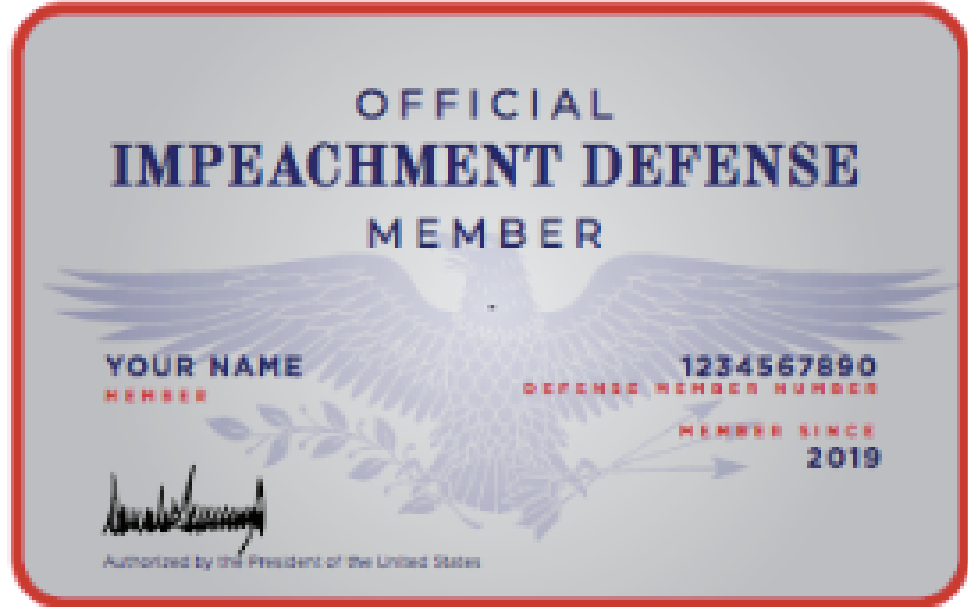 OFFICIAL
IMPEACHMENT DEFENSE
MEMBER
YOUR NAME
MEMBER
1234567890
DEFENSE MEMBER NUMBER
MEMBER SINCE
2019
Authorized by the President of the United States